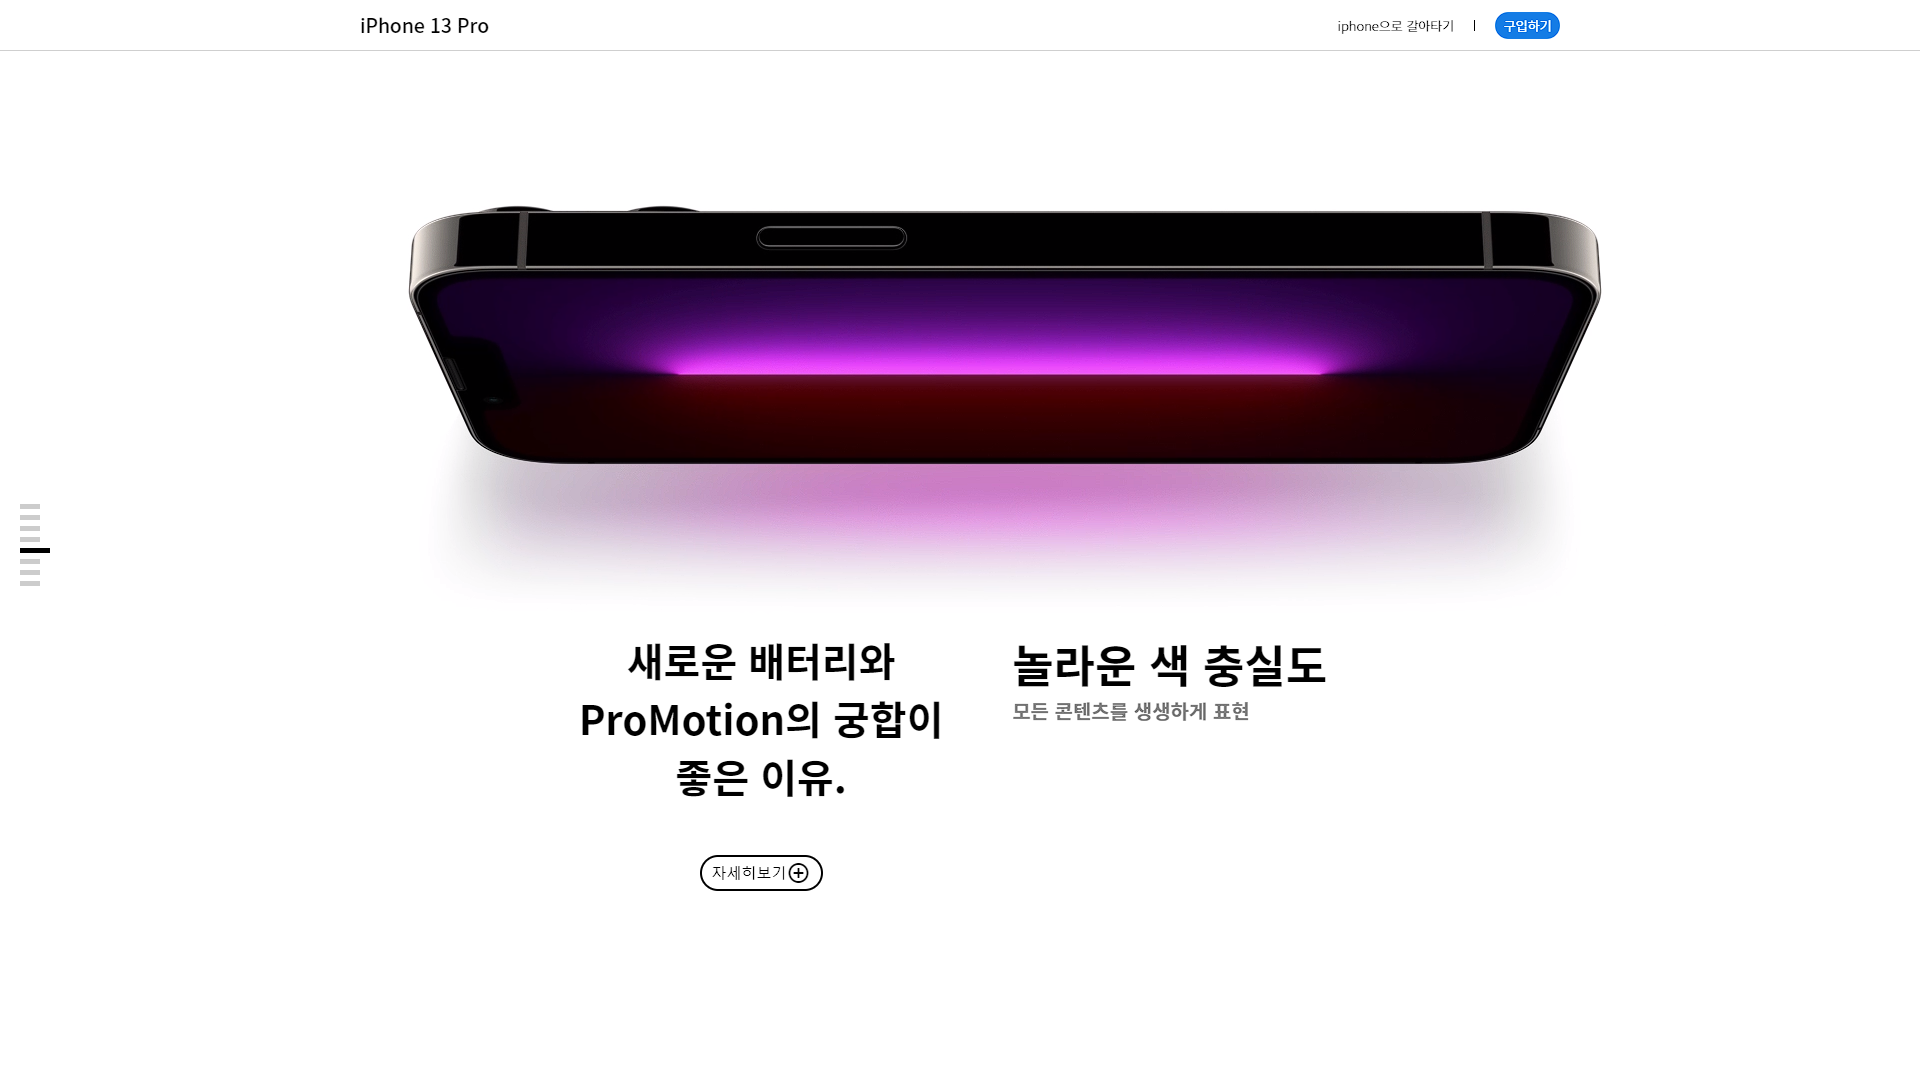 iPhone 13 Pro
iphone으로 갈아타기
구입하기
새로운 배터리와
ProMotion의 궁합이
좋은 이유.
자세히보기
놀라운 색 충실도
모든 콘텐츠를 생생하게 표현